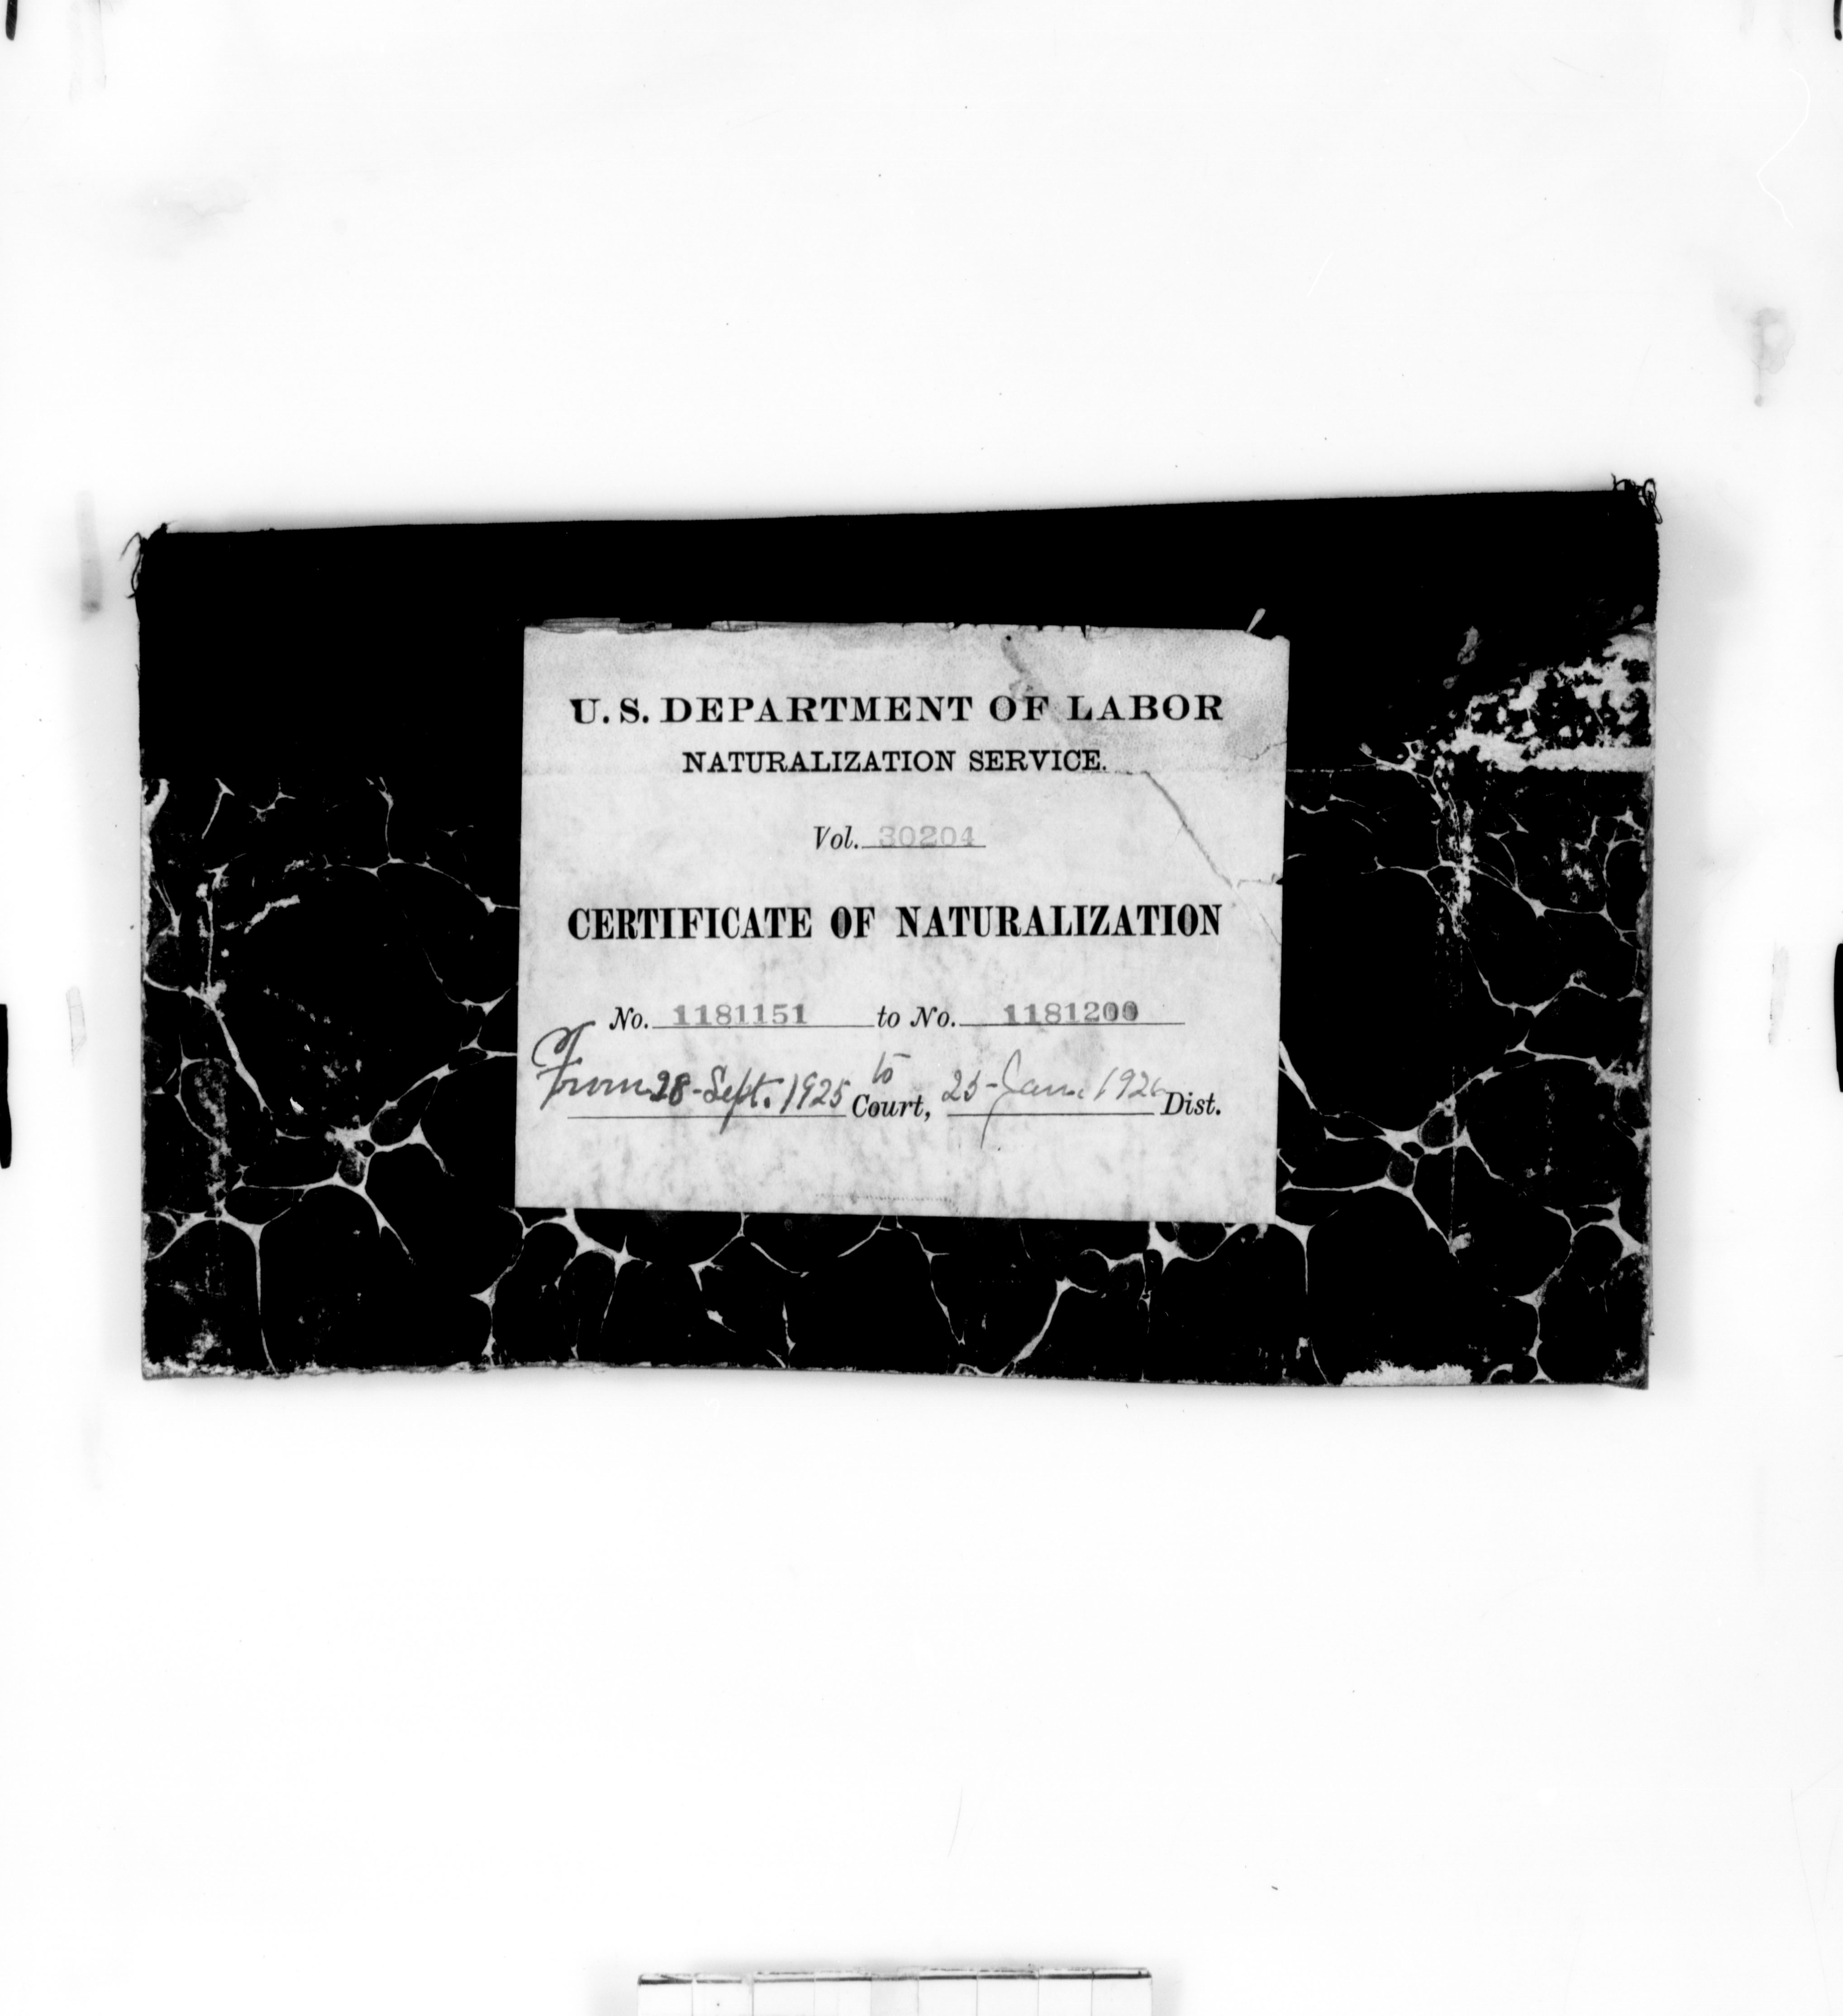 U. S. DEPARTMENT OF LABOR
NATURALIZATION SERVICE.
Vol. 30204
CERTIFICATE OF NATURALIZATION
No. 1181151 to No. 1181200
From 28-Sept. 1925 to 25-Jan. 1926
Court, Dist.